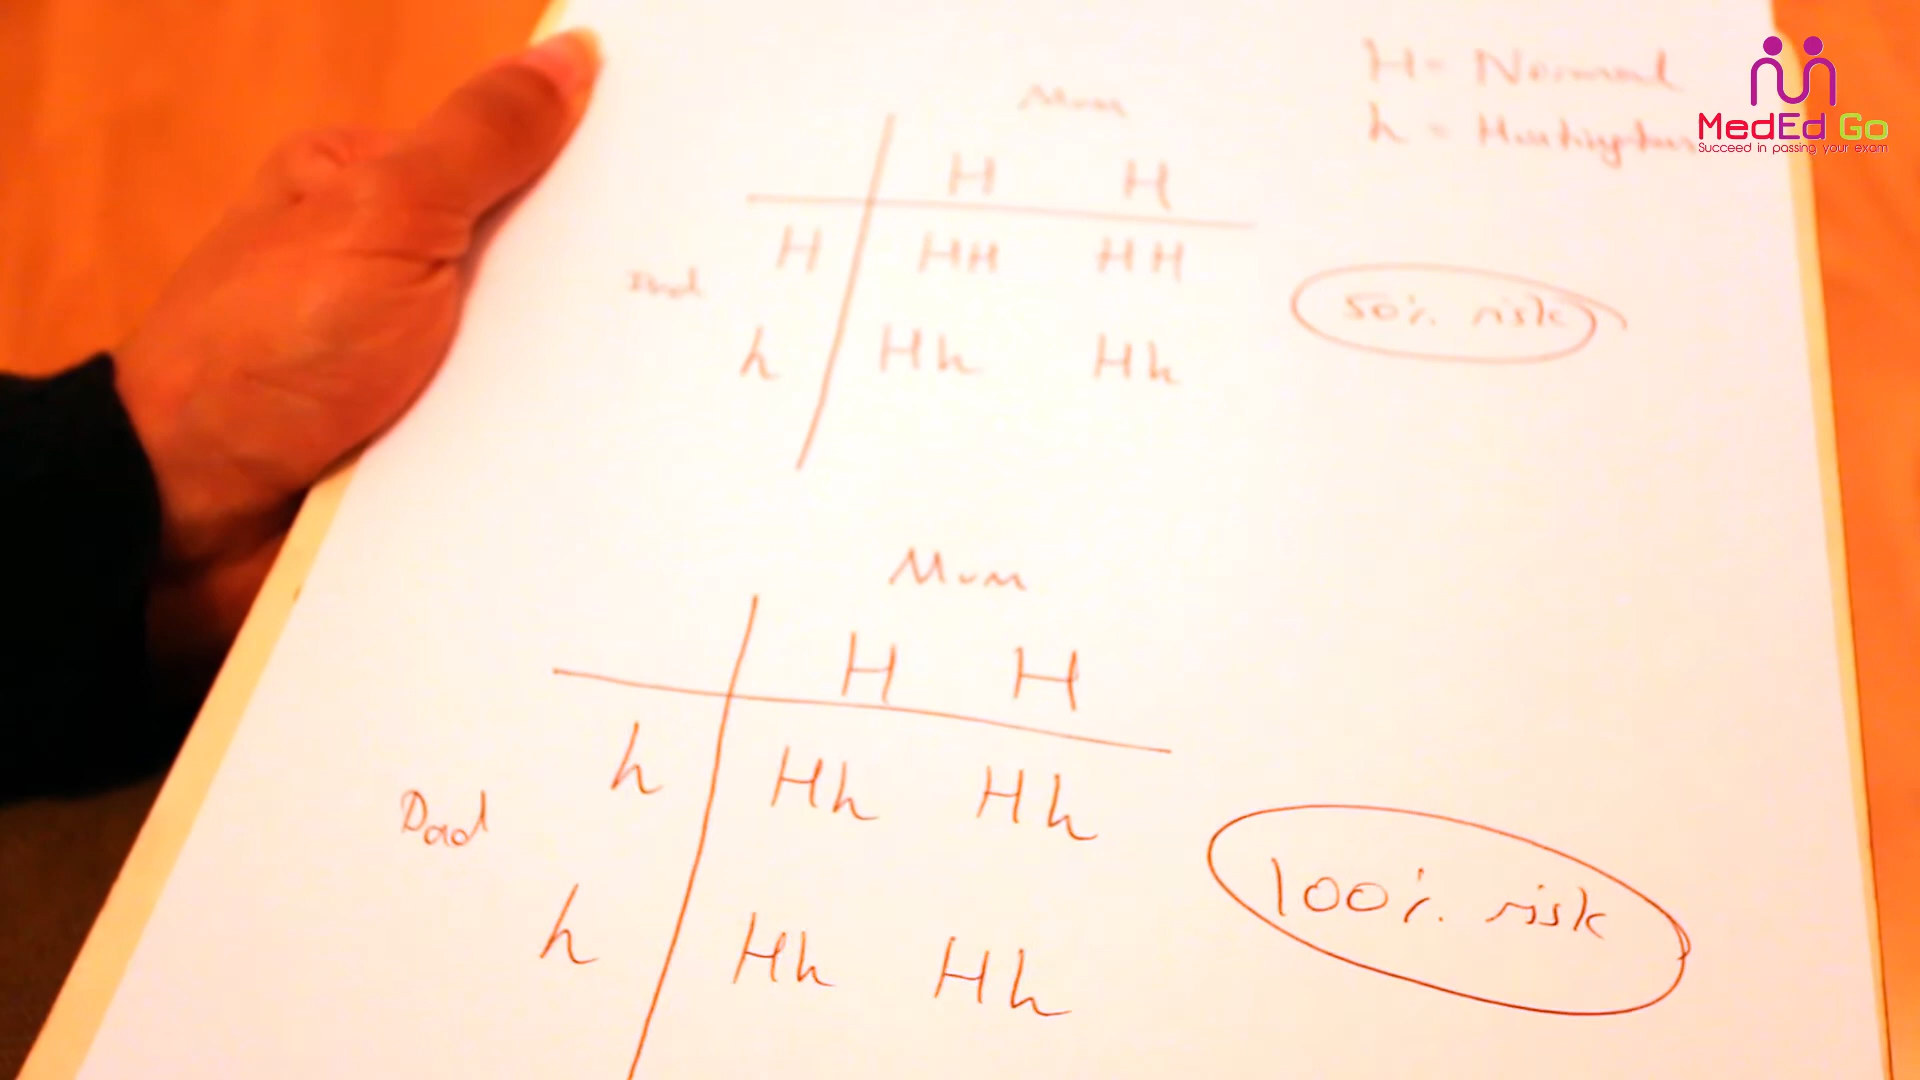 H = Normal
h = Huntington
MedEd Go
Succeed in passing your exam
Mum
H H
H HH HH
Dad
50% risk
h Hh Hh
Mum
H H
h Hh Hh
Dad
100% risk
h Hh Hh